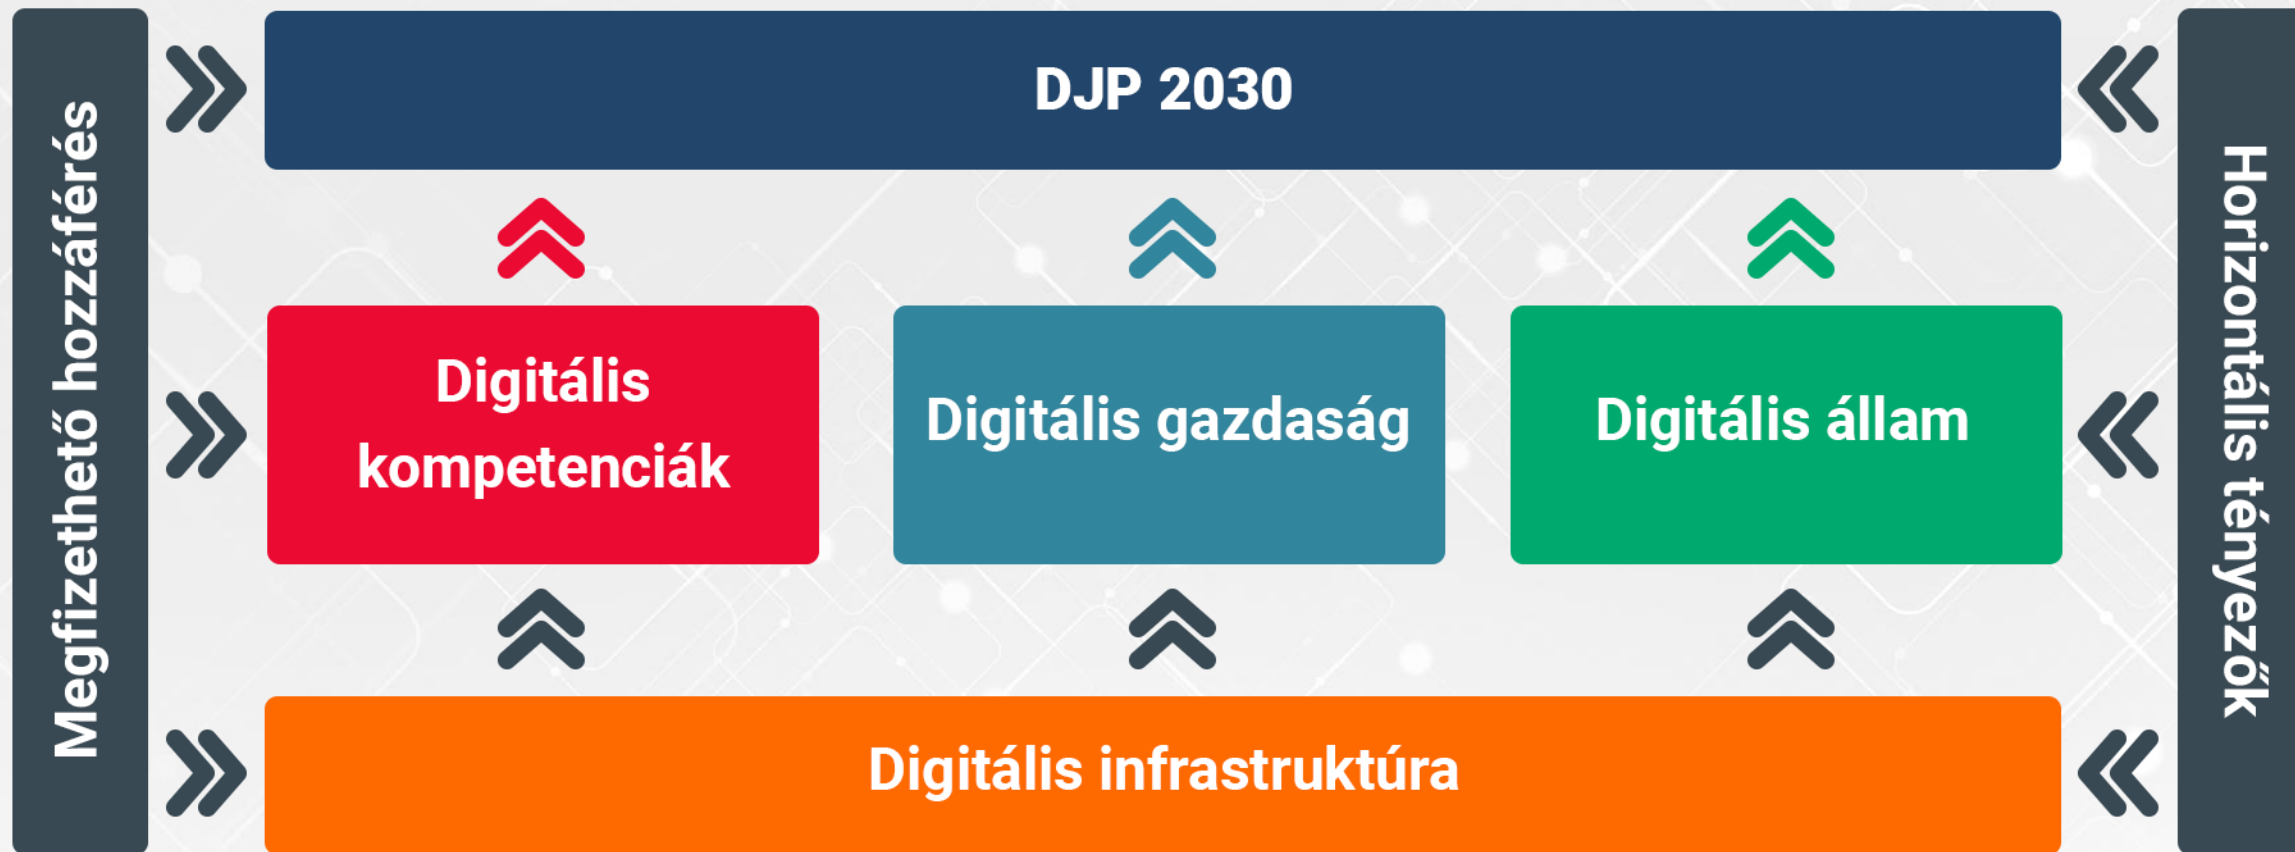 Megfizethető hozzáférés
DJP 2030
Digitális
kompetenciák
Digitális gazdaság
Digitális állam
Digitális infrastruktúra
Horizontális tényezők